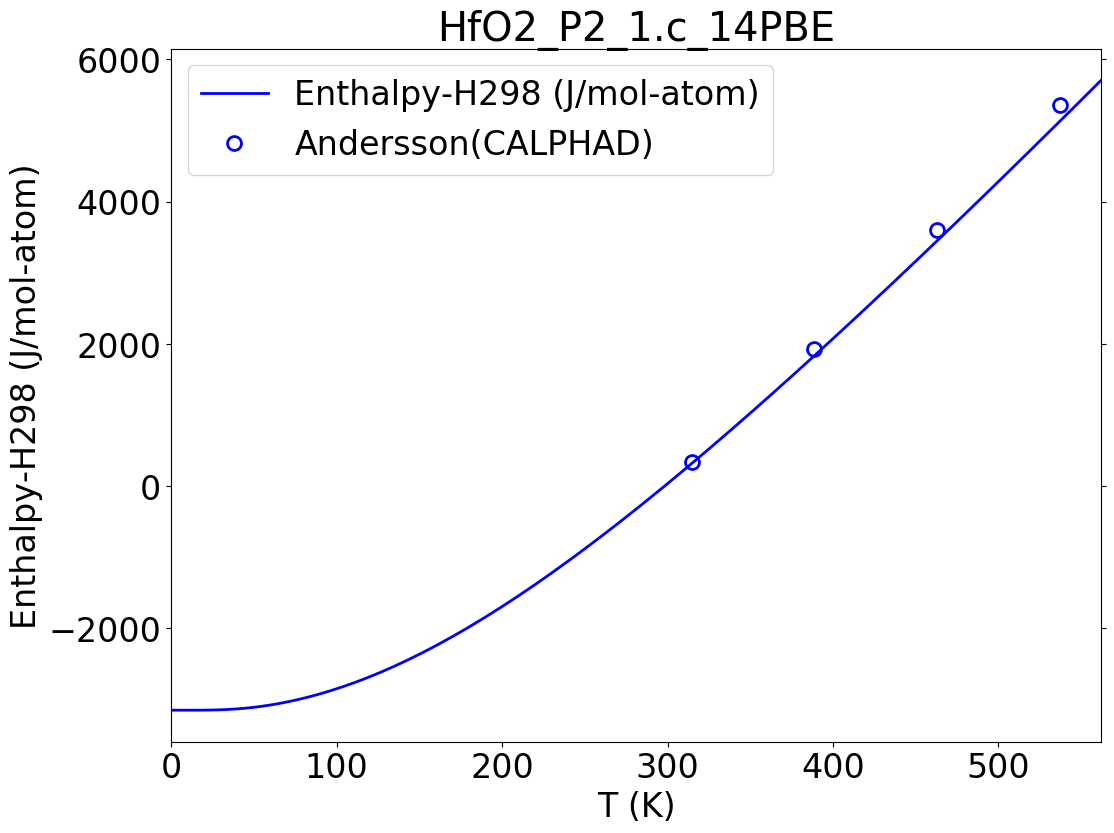 HfO2_P2_1.c_14PBE
6000
4000
2000
0
−2000
Enthalpy-H298 (J/mol-atom)
Enthalpy-H298 (J/mol-atom)
Andersson(CALPHAD)
0 100 200 300 400 500
T (K)